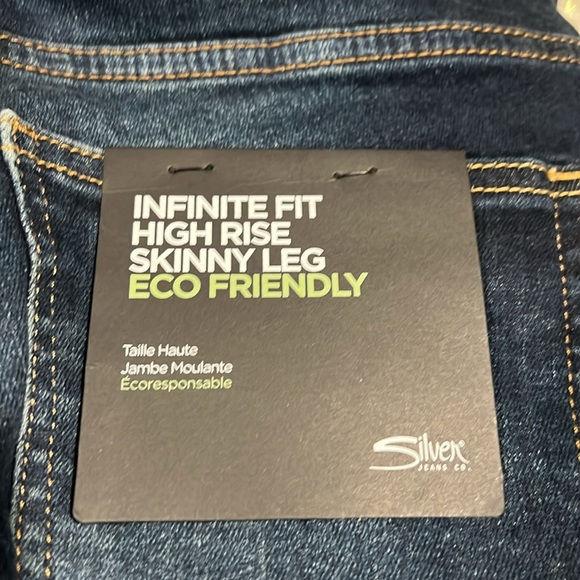 INFINITE FIT
HIGH RISE
SKINNY LEG
ECO FRIENDLY
Taille Haute
Jambe Moulante
Écoresponsable
Silver
JEANS CO.